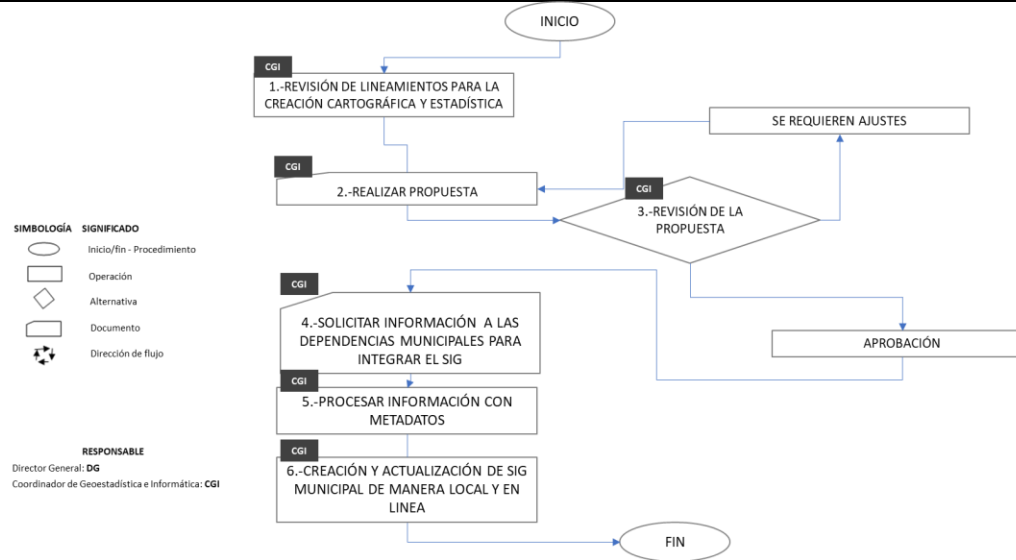 INICIO
CGI
1.-REVISIÓN DE LINEAMIENTOS PARA LA
CREACIÓN CARTOGRÁFICA Y ESTADÍSTICA
SE REQUIEREN AJUSTES
CGI
2.-REALIZAR PROPUESTA
CGI
3.-REVISIÓN DE LA
PROPUESTA
SIMBOLOGÍA SIGNIFICADO
Inicio/fin - Procedimiento
Operación
Alternativa
Documento
Dirección de flujo
CGI
4.-SOLICITAR INFORMACIÓN A LAS
DEPENDENCIAS MUNICIPALES PARA
INTEGRAR EL SIG
APROBACIÓN
CGI
5.-PROCESAR INFORMACIÓN CON
METADATOS
CGI
6.-CREACIÓN Y ACTUALIZACIÓN DE SIG
MUNICIPAL DE MANERA LOCAL Y EN
LINEA
RESPONSABLE
Director General: DG
Coordinador de Geoestadística e Informática: CGI
FIN